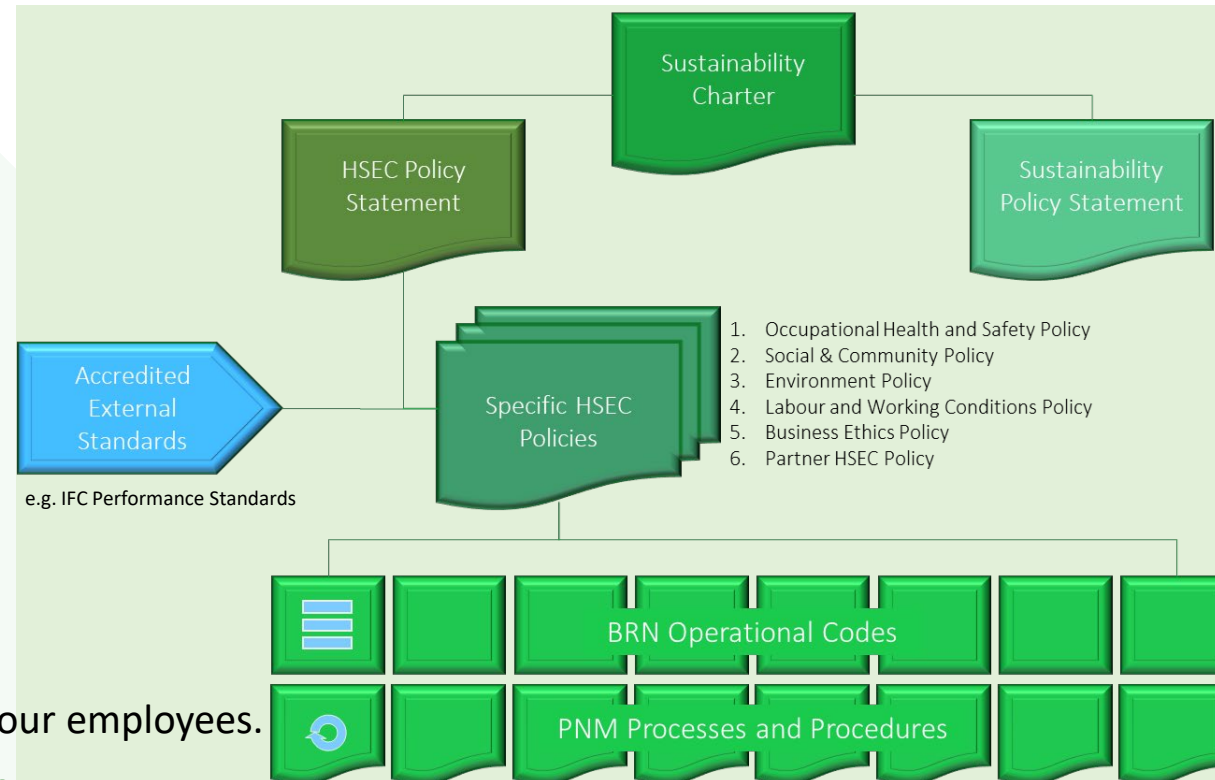 Sustainability
Charter
HSEC Policy
Statement
Sustainability
Policy Statement
Accredited
External
Standards
e.g. IFC Performance Standards
Specific HSEC
Policies
1. Occupational Health and Safety Policy
2. Social & Community Policy
3. Environment Policy
4. Labour and Working Conditions Policy
5. Business Ethics Policy
6. Partner HSEC Policy
BRN Operational Codes
our employees.
PNM Processes and Procedures